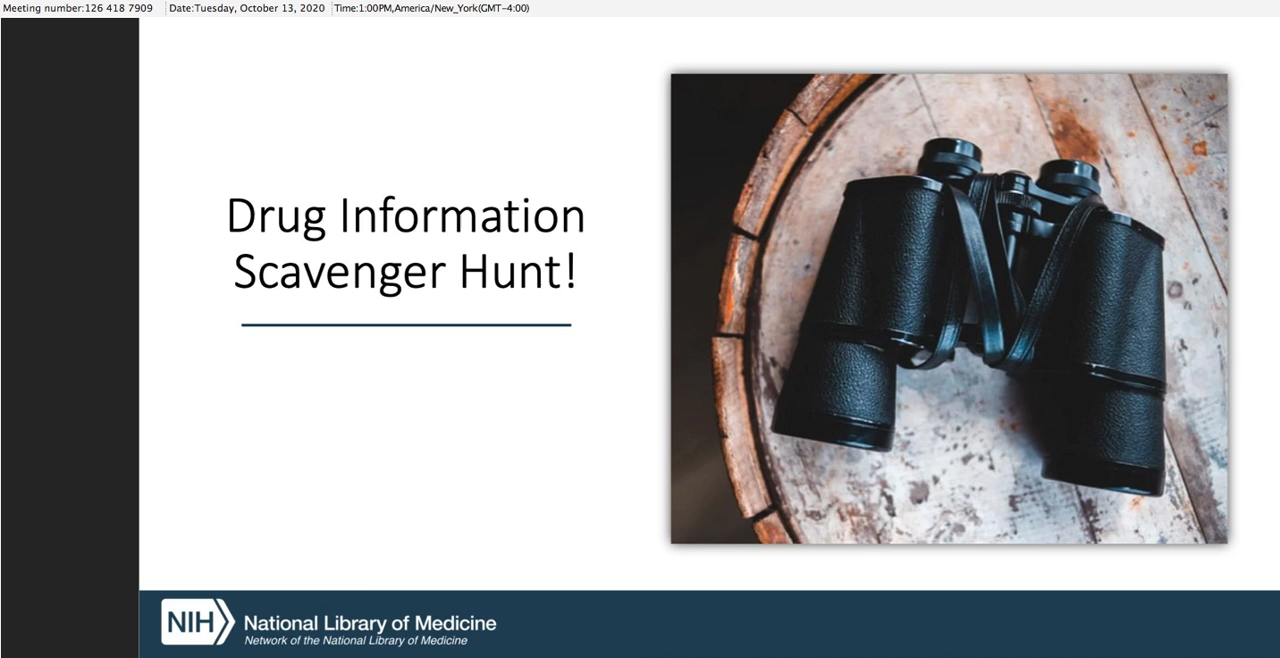 Meeting number:126 418 7909 Date:Tuesday, October 13, 2020 Time:1:00PM,America/New_York(GMT-4:00)
Drug Information
Scavenger Hunt!
NIH National Library of Medicine
Network of the National Library of Medicine